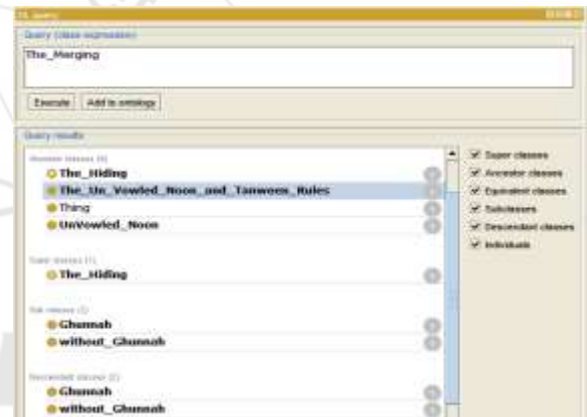 DL query
Query (class expression)
The_Merging
Execute Add to ontology
Query results
Ancestor classes (4)
The_Hiding
The_Un_Vowled_Noon_and_Tanween_Rules
Thing
UnVowled_Noon
Super classes (1)
The_Hiding
Sub classes (2)
Ghunnah
without_Ghunnah
Descendant classes (2)
Ghunnah
without_Ghunnah
Super classes
Ancestor classes
Equivalent classes
Subclasses
Descendant classes
Individuals